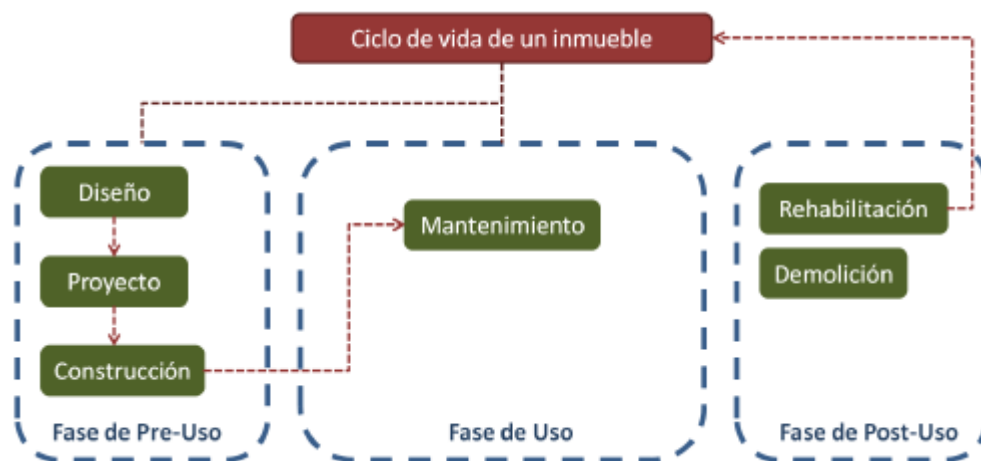 Ciclo de vida de un inmueble
Diseño
Proyecto
Construcción
Fase de Pre-Uso
Mantenimiento
Fase de Uso
Rehabilitación
Demolición
Fase de Post-Uso